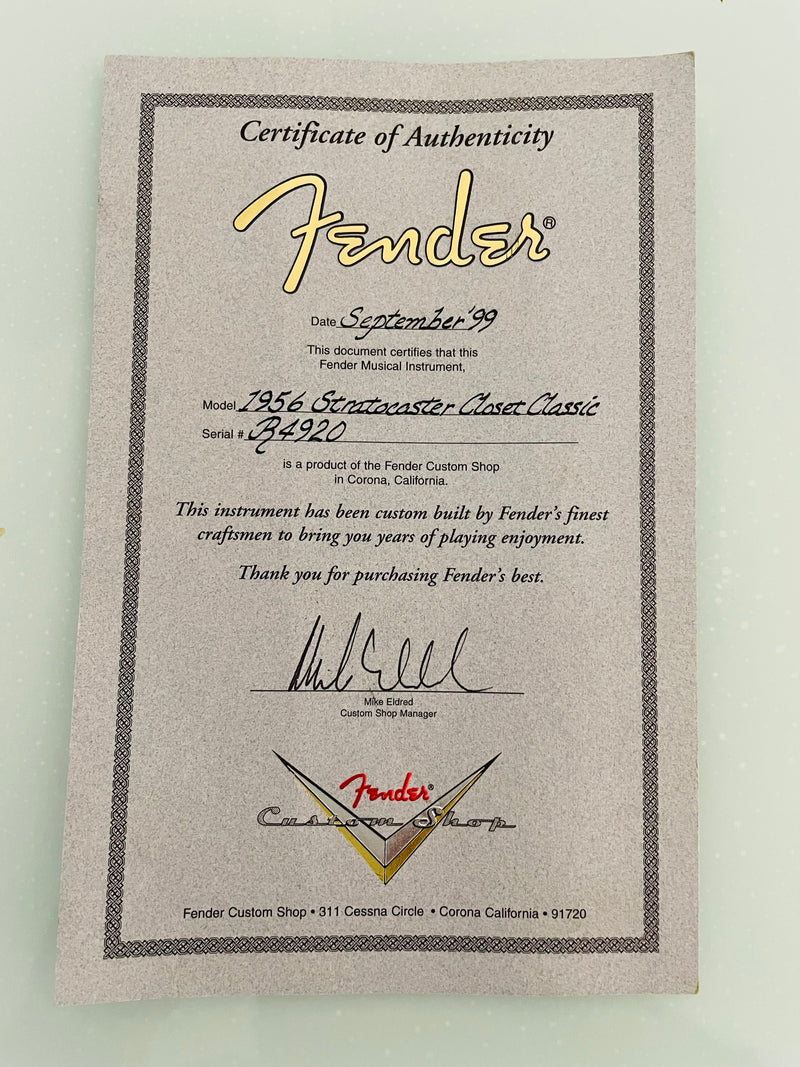 Certificate of Authenticity
Fender®
Date September '99
This document certifies that this
Fender Musical Instrument,
Model 1956 Stratocaster Closet Classic
Serial # R4920
is a product of the Fender Custom Shop
in Corona, California.
This instrument has been custom built by Fender's finest
craftsmen to bring you years of playing enjoyment.
Thank you for purchasing Fender's best.
Mike Eldred
Mike Eldred
Custom Shop Manager
Fender®
Custom Shop
Fender Custom Shop • 311 Cessna Circle • Corona California • 91720